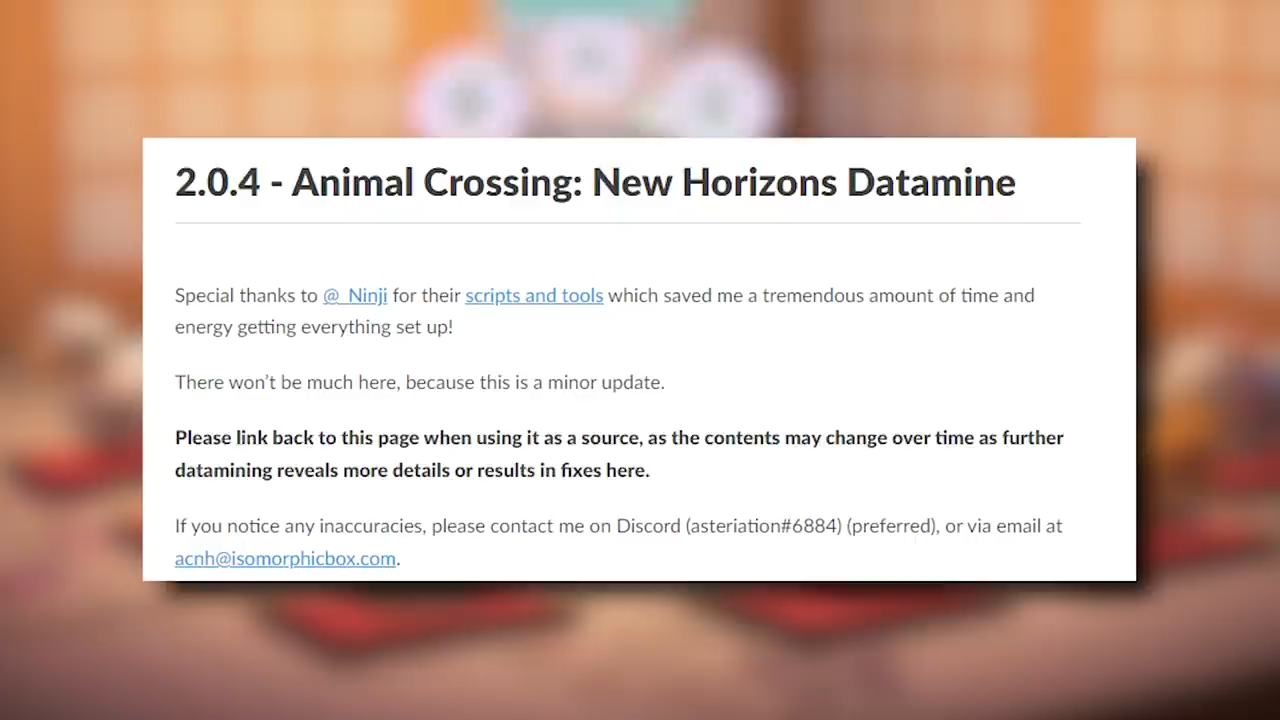 2.0.4 - Animal Crossing: New Horizons Datamine
Special thanks to @_Ninji for their scripts and tools which saved me a tremendous amount of time and
energy getting everything set up!
There won't be much here, because this is a minor update.
Please link back to this page when using it as a source, as the contents may change over time as further
datamining reveals more details or results in fixes here.
If you notice any inaccuracies, please contact me on Discord (asteriation#6884) (preferred), or via email at
acnh@isomorphicbox.com.